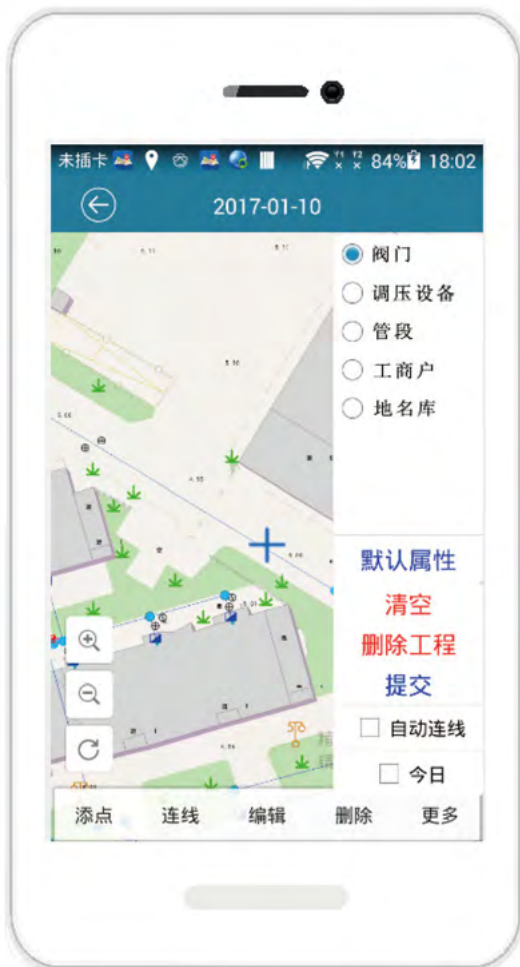 未插卡 84% 18:02
2017-01-10
阀门
调压设备
管段
工商户
地名库
默认属性
清空
删除工程
提交
自动连线
今日
添点 连线 编辑 删除 更多